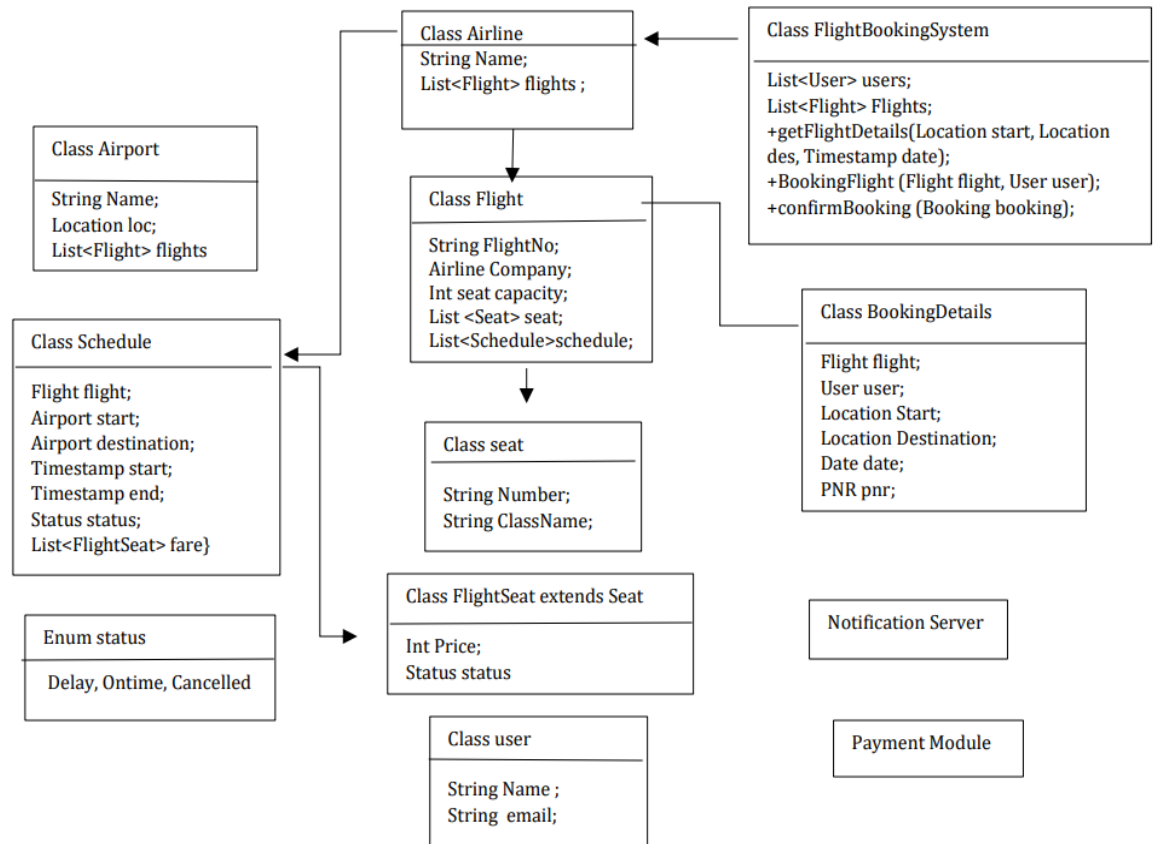 Class Airline
String Name;
List<Flight> flights ;
Class FlightBookingSystem
List<User> users;
List<Flight> Flights;
+getFlightDetails(Location start, Location
des, Timestamp date);
+BookingFlight (Flight flight, User user);
+confirmBooking (Booking booking);
Class Airport
String Name;
Location loc;
List<Flight> flights
Class Flight
String FlightNo;
Airline Company;
Int seat capacity;
List <Seat> seat;
List<Schedule>schedule;
Class BookingDetails
Flight flight;
User user;
Location Start;
Location Destination;
Date date;
PNR pnr;
Class Schedule
Flight flight;
Airport start;
Airport destination;
Timestamp start;
Timestamp end;
Status status;
List<FlightSeat> fare}
Class seat
String Number;
String ClassName;
Class FlightSeat extends Seat
Int Price;
Status status
Notification Server
Enum status
Delay, Ontime, Cancelled
Class user
String Name ;
String email;
Payment Module